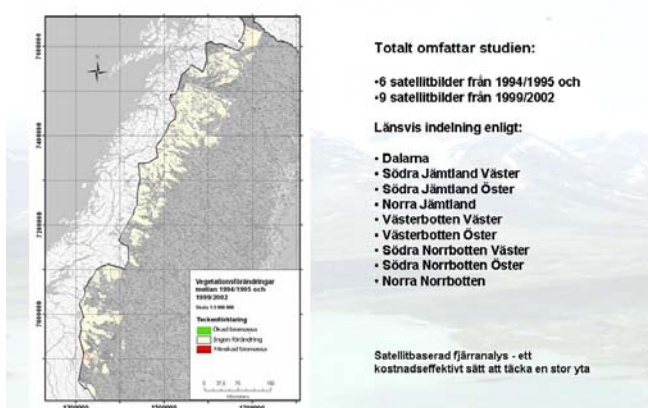 Totalt omfattar studien:
•6 satellitbilder från 1994/1995 och
•9 satellitbilder från 1999/2002
Länsvis indelning enligt:
• Dalarna
• Södra Jämtland Väster
• Södra Jämtland Öster
• Norra Jämtland
• Västerbotten Väster
• Västerbotten Öster
• Södra Norrbotten Väster
• Södra Norrbotten Öster
• Norra Norrbotten
Satellitbaserad fjärranalys - ett
kostnadseffektivt sätt att täcka en stor yta
Vegetationsförändringar
mellan 1994/1995 och
1999/2002
Teckenförklaring
Ökad biomassa
Ingen förändring
Minskad biomassa